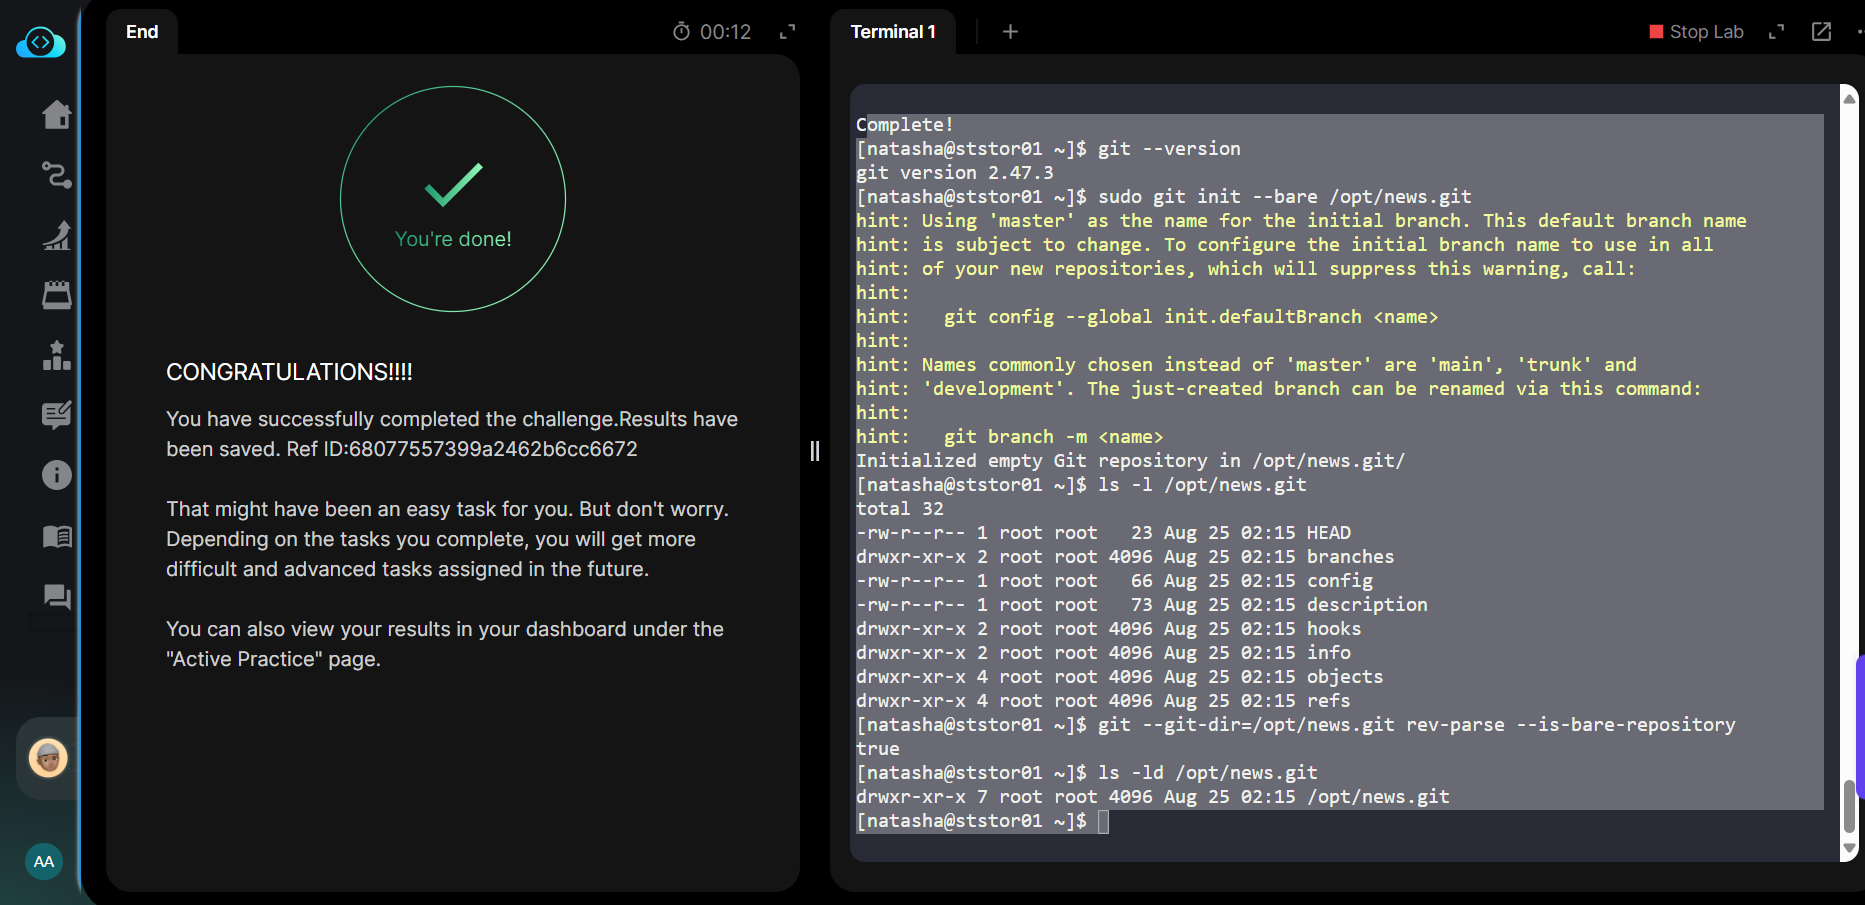 End
00:12
You're done!
CONGRATULATIONS!!!!
You have successfully completed the challenge.Results have
been saved. Ref ID:68077557399a2462b6cc6672
That might have been an easy task for you. But don't worry.
Depending on the tasks you complete, you will get more
difficult and advanced tasks assigned in the future.
You can also view your results in your dashboard under the
"Active Practice" page.
AA
Terminal 1
Stop Lab
Complete!
[natasha@ststor01 ~]$ git --version
git version 2.47.3
[natasha@ststor01 ~]$ sudo git init --bare /opt/news.git
hint: Using 'master' as the name for the initial branch. This default branch name
hint: is subject to change. To configure the initial branch name to use in all
hint: of your new repositories, which will suppress this warning, call:
hint:
hint:   git config --global init.defaultBranch <name>
hint:
hint: Names commonly chosen instead of 'master' are 'main', 'trunk' and
hint: 'development'. The just-created branch can be renamed via this command:
hint:
hint:   git branch -m <name>
Initialized empty Git repository in /opt/news.git/
[natasha@ststor01 ~]$ ls -l /opt/news.git
total 32
-rw-r--r-- 1 root root   23 Aug 25 02:15 HEAD
drwxr-xr-x 2 root root 4096 Aug 25 02:15 branches
-rw-r--r-- 1 root root   66 Aug 25 02:15 config
-rw-r--r-- 1 root root   73 Aug 25 02:15 description
drwxr-xr-x 2 root root 4096 Aug 25 02:15 hooks
drwxr-xr-x 2 root root 4096 Aug 25 02:15 info
drwxr-xr-x 4 root root 4096 Aug 25 02:15 objects
drwxr-xr-x 4 root root 4096 Aug 25 02:15 refs
[natasha@ststor01 ~]$ git --git-dir=/opt/news.git rev-parse --is-bare-repository
true
[natasha@ststor01 ~]$ ls -ld /opt/news.git
drwxr-xr-x 7 root root 4096 Aug 25 02:15 /opt/news.git
[natasha@ststor01 ~]$